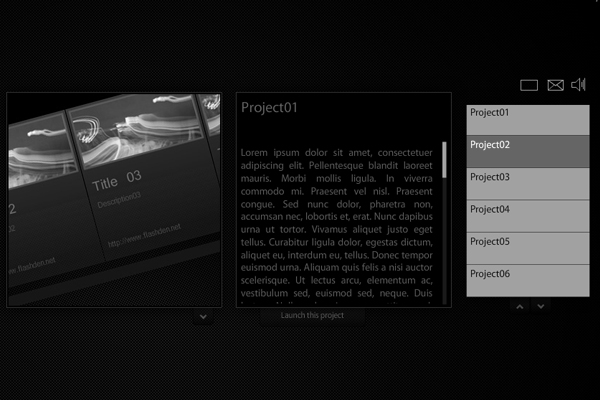 2
02
www.flashden.net
Title 03
Description03
http://www.flashden.net
Project01
Lorem ipsum dolor sit amet, consectetuer
adipiscing elit. Pellentesque blandit laoreet
mauris. Morbi mollis ligula. In viverra
commodo mi. Praesent vel nisl. Praesent
congue. Sed nunc dolor, pharetra non,
accumsan nec, lobortis et, erat. Nunc dapibus
urna ut tortor. Vivamus aliquet justo eget
tellus. Curabitur ligula dolor, egestas dictum,
aliquet eu, interdum eu, tellus. Donec tempor
euismod urna. Aliquam quis felis a nisi auctor
scelerisque. Ut lectus arcu, elementum ac,
vestibulum sed, euismod sed, neque. Duis
Launch this project
Project01
Project02
Project03
Project04
Project05
Project06